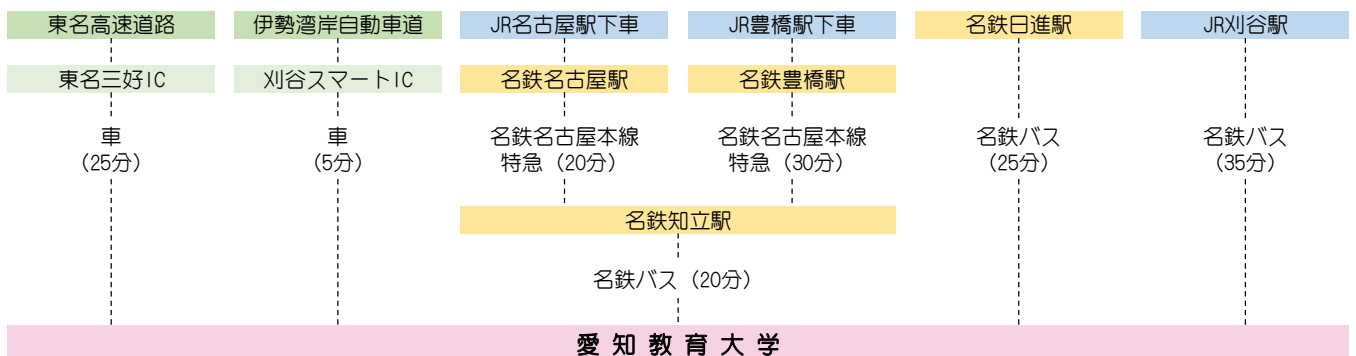 東名高速道路
伊勢湾岸自動車道
JR名古屋駅下車
JR豊橋駅下車
名鉄日進駅
JR刈谷駅
東名三好IC
刈谷スマートIC
名鉄名古屋駅
名鉄豊橋駅
車
(25分)
車
(5分)
名鉄名古屋本線
特急(20分)
名鉄名古屋本線
特急(30分)
名鉄バス
(25分)
名鉄バス
(35分)
名鉄知立駅
名鉄バス(20分)
愛知教育大学